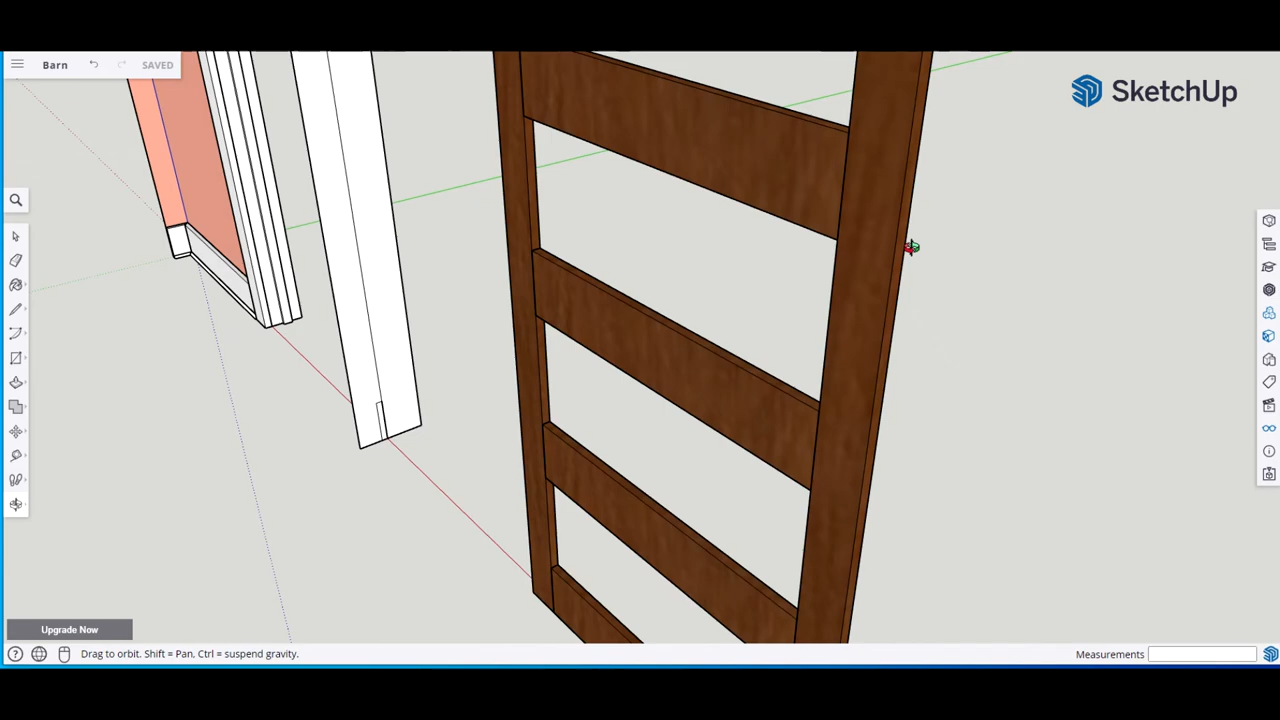 Barn
SAVED
SketchUp
Upgrade Now
Drag to orbit. Shift = Pan, Ctrl = suspend gravity.
Measurements